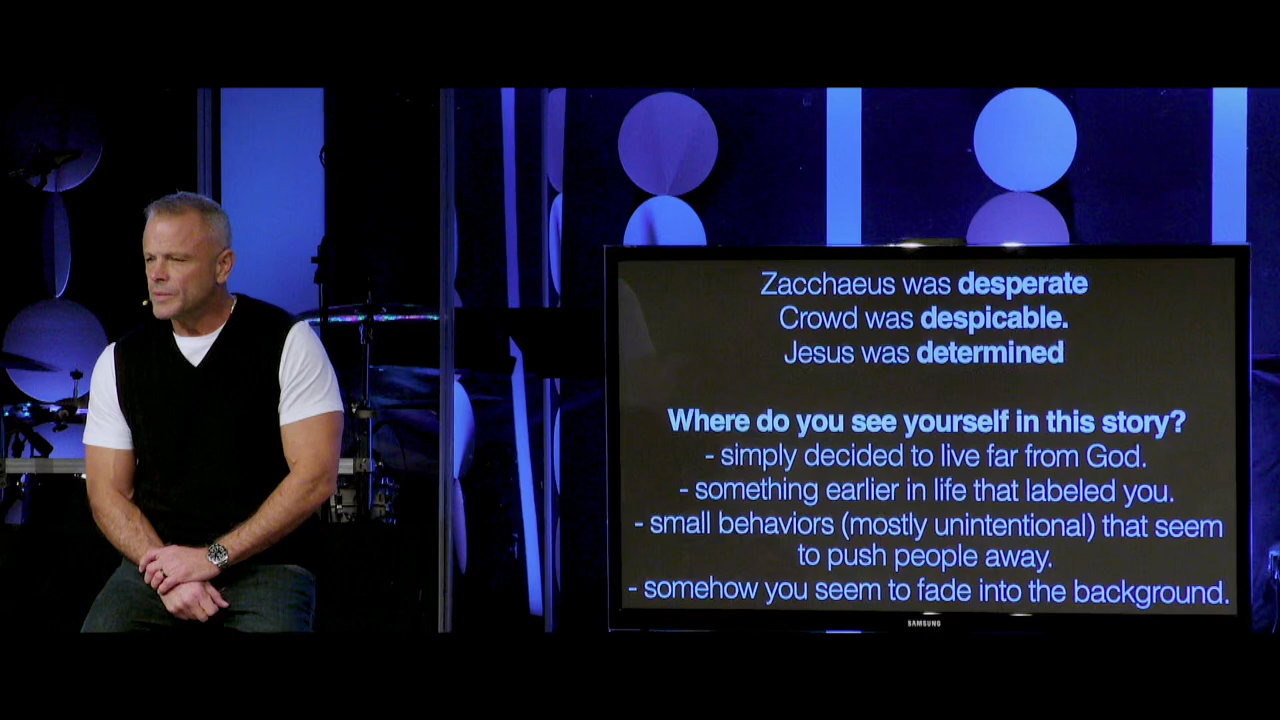 Zacchaeus was desperate
Crowd was despicable.
Jesus was determined
Where do you see yourself in this story?
- simply decided to live far from God.
- something earlier in life that labeled you.
- small behaviors (mostly unintentional) that seem
to push people away.
- somehow you seem to fade into the background.
SAMSUNG